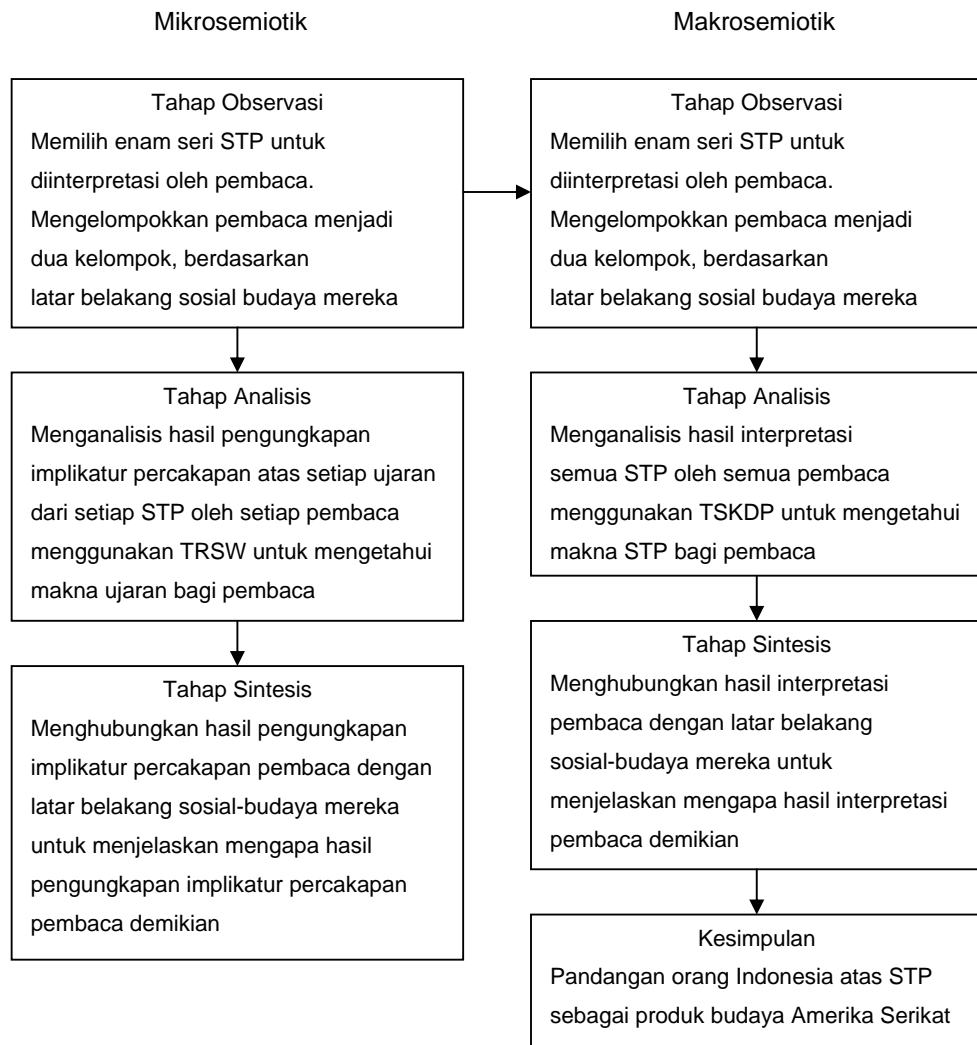 Mikrosemiotik
Tahap Observasi
Memilih enam seri STP untuk
diinterpretasi oleh pembaca.
Mengelompokkan pembaca menjadi
dua kelompok, berdasarkan
latar belakang sosial budaya mereka
Tahap Analisis
Menganalisis hasil pengungkapan
implikatur percakapan atas setiap ujaran
dari setiap STP oleh setiap pembaca
menggunakan TRSW untuk mengetahui
makna ujaran bagi pembaca
Tahap Sintesis
Menghubungkan hasil pengungkapan
implikatur percakapan pembaca dengan
latar belakang sosial-budaya mereka
untuk menjelaskan mengapa hasil
pengungkapan implikatur percakapan
pembaca demikian
Makrosemiotik
Tahap Observasi
Memilih enam seri STP untuk
diinterpretasi oleh pembaca.
Mengelompokkan pembaca menjadi
dua kelompok, berdasarkan
latar belakang sosial budaya mereka
Tahap Analisis
Menganalisis hasil interpretasi
semua STP oleh semua pembaca
menggunakan TSKDP untuk mengetahui
makna STP bagi pembaca
Tahap Sintesis
Menghubungkan hasil interpretasi
pembaca dengan latar belakang
sosial-budaya mereka untuk
menjelaskan mengapa hasil interpretasi
pembaca demikian
Kesimpulan
Pandangan orang Indonesia atas STP
sebagai produk budaya Amerika Serikat